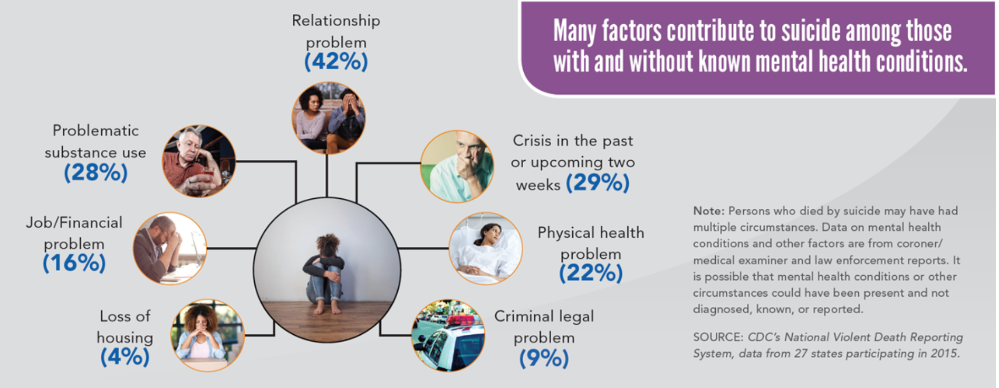 Many factors contribute to suicide among those
with and without known mental health conditions.
Relationship
problem
(42%)
Problematic
substance use
(28%)
Crisis in the past
or upcoming two
weeks (29%)
Job/Financial
problem
(16%)
Physical health
problem
(22%)
Loss of
housing
(4%)
Criminal legal
problem
(9%)
Note: Persons who died by suicide may have had
multiple circumstances. Data on mental health
conditions and other factors are from coroner/
medical examiner and law enforcement reports. It
is possible that mental health conditions or other
circumstances could have been present and not
diagnosed, known, or reported.
SOURCE: CDC's National Violent Death Reporting
System, data from 27 states participating in 2015.